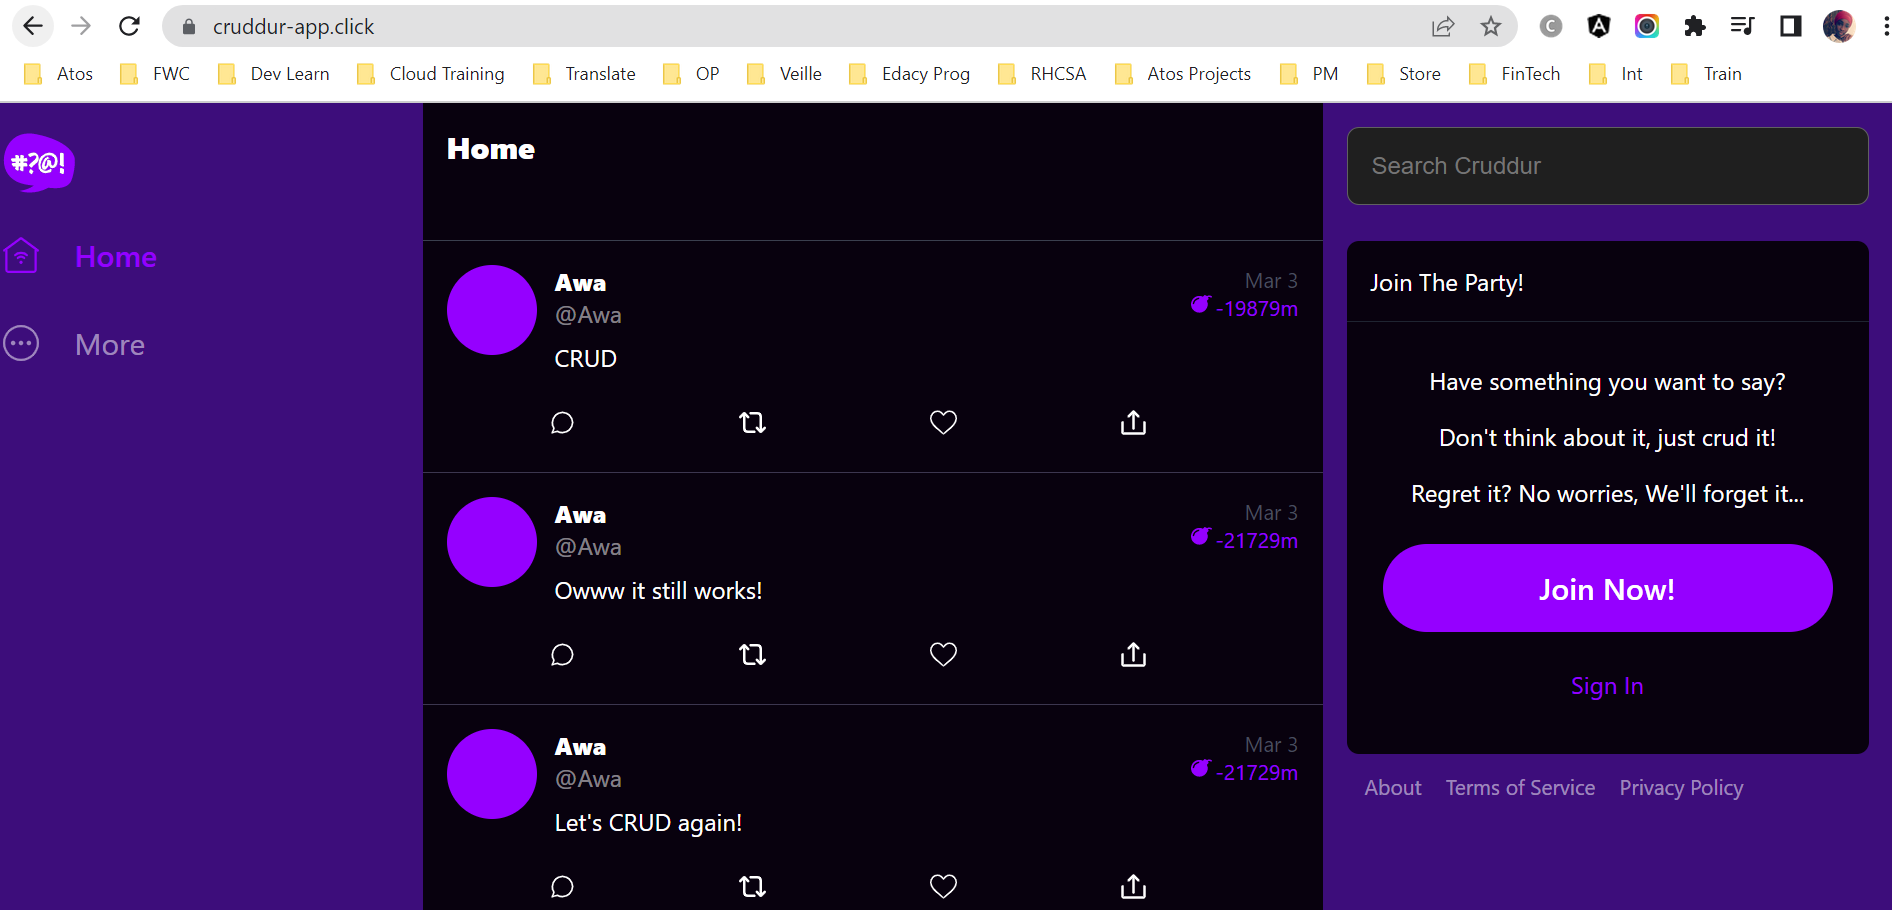 cruddur-app.click
C
A
Atos FWC Dev Learn Cloud Training Translate OP Veille Edacy Prog RHCSA Atos Projects PM Store FinTech Int Train
#?@!
Home
More
Home
Awa
Mar 3
@Awa
-19879m
CRUD
Awa
Mar 3
@Awa
-21729m
Owww it still works!
Awa
Mar 3
@Awa
-21729m
Let's CRUD again!
Search Cruddur
Join The Party!
Have something you want to say?
Don't think about it, just crud it!
Regret it? No worries, We'll forget it...
Join Now!
Sign In
About Terms of Service Privacy Policy